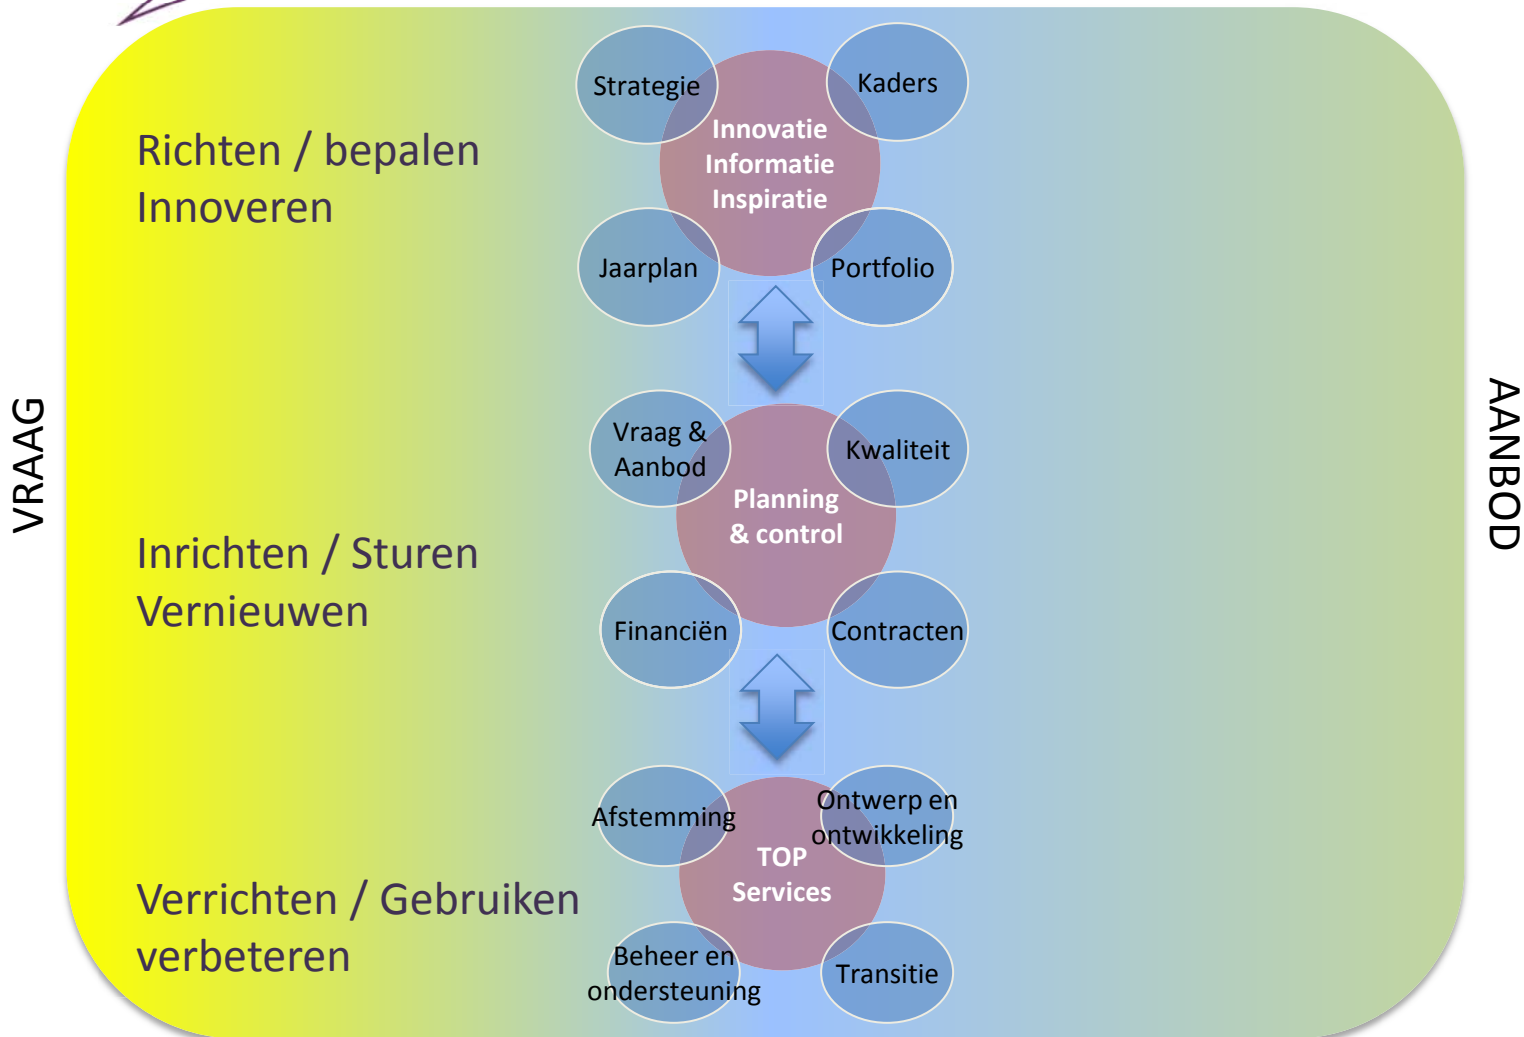 Strategie
Kaders
Innovatie
Informatie
Inspiratie
Richten / bepalen
Innoveren
Jaarplan
Portfolio
VRAAG
AANBOD
Vraag &
Aanbod
Kwaliteit
Planning
& control
Inrichten / Sturen
Vernieuwen
Financiën
Contracten
Afstemming
Ontwerp en
ontwikkeling
TOP
Services
Verrichten / Gebruiken
verbeteren
Beheer en
ondersteuning
Transitie